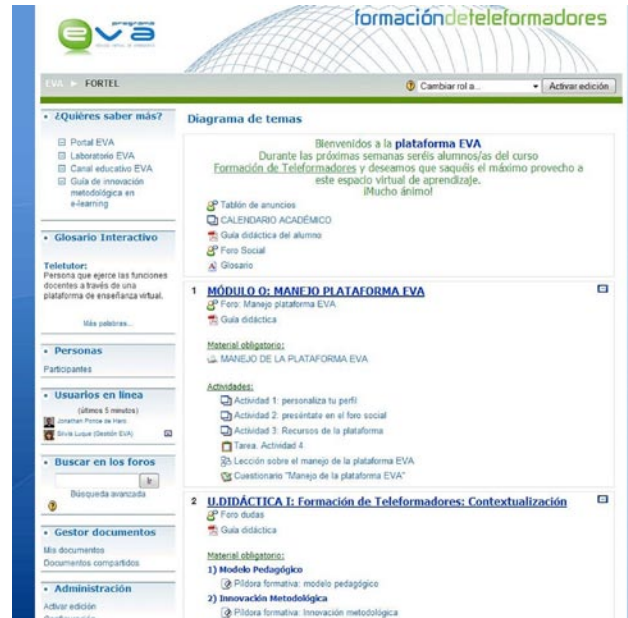 programa
eva
formacióndeteleformadores
EVA ► FORTEL
Cambiar rol a...
Activar edición
¿Quiéres saber más?
Portal EVA
Laboratorio EVA
Canal educativo EVA
Guía de innovación
metodológica en
e-learning
Glosario Interactivo
Teletutor:
Persona que ejerce las funciones
docentes a través de una
plataforma de enseñanza virtual.
Más palabras...
Personas
Participantes
Usuarios en línea
(últimos 5 minutos)
Jonathan Ponce de Haro
Silvia Luque (Gestión EVA)
Buscar en los foros
Ir
Búsqueda avanzada
Gestor documentos
Mis documentos
Documentos compartidos
Administración
Activar edición
Configuración
Diagrama de temas
Bienvenidos a la plataforma EVA
Durante las próximas semanas seréis alumnos/as del curso
Formación de Teleformadores y deseamos que saquéis el máximo provecho a
este espacio virtual de aprendizaje.
¡Mucho ánimo!
Tablón de anuncios
CALENDARIO ACADÉMICO
Guía didáctica del alumno
Foro Social
Glosario
1 MÓDULO O: MANEJO PLATAFORMA EVA
Foro: Manejo plataforma EVA
Guía didáctica
Material obligatorio:
MANEJO DE LA PLATAFORMA EVA
Actividades:
Actividad 1: personaliza tu perfil
Actividad 2: preséntate en el foro social
Actividad 3: Recursos de la plataforma
Tarea. Actividad 4.
Lección sobre el manejo de la plataforma EVA
Cuestionario "Manejo de la plataforma EVA"
2 U.DIDÁCTICA I: Formación de Teleformadores: Contextualización
Foro dudas
Guía didáctica
Material obligatorio:
1) Modelo Pedagógico
Píldora formativa: modelo pedagógico
2) Innovación Metodológica
Píldora formativa: Innovación metodológica